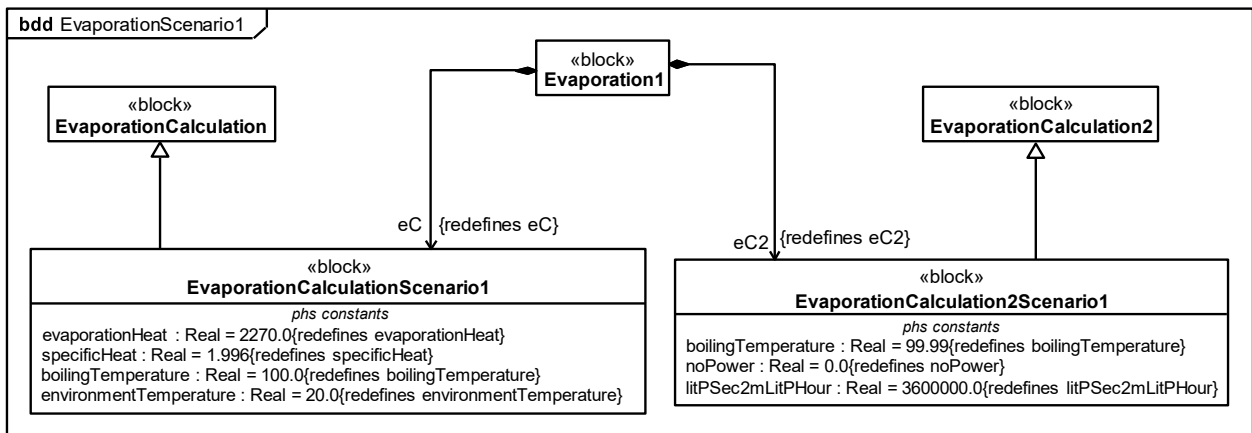 bdd EvaporationScenario1
«block»
Evaporation1
«block»
EvaporationCalculation
«block»
EvaporationCalculation2
eC {redefines eC}
eC2 {redefines eC2}
«block»
EvaporationCalculationScenario1
phs constants
evaporationHeat : Real = 2270.0{redefines evaporationHeat}
specificHeat : Real = 1.996{redefines specificHeat}
boilingTemperature : Real = 100.0{redefines boilingTemperature}
environmentTemperature : Real = 20.0{redefines environmentTemperature}
«block»
EvaporationCalculation2Scenario1
phs constants
boilingTemperature : Real = 99.99{redefines boilingTemperature}
noPower : Real = 0.0{redefines noPower}
litPSec2mLitPHour : Real = 3600000.0{redefines litPSec2mLitPHour}